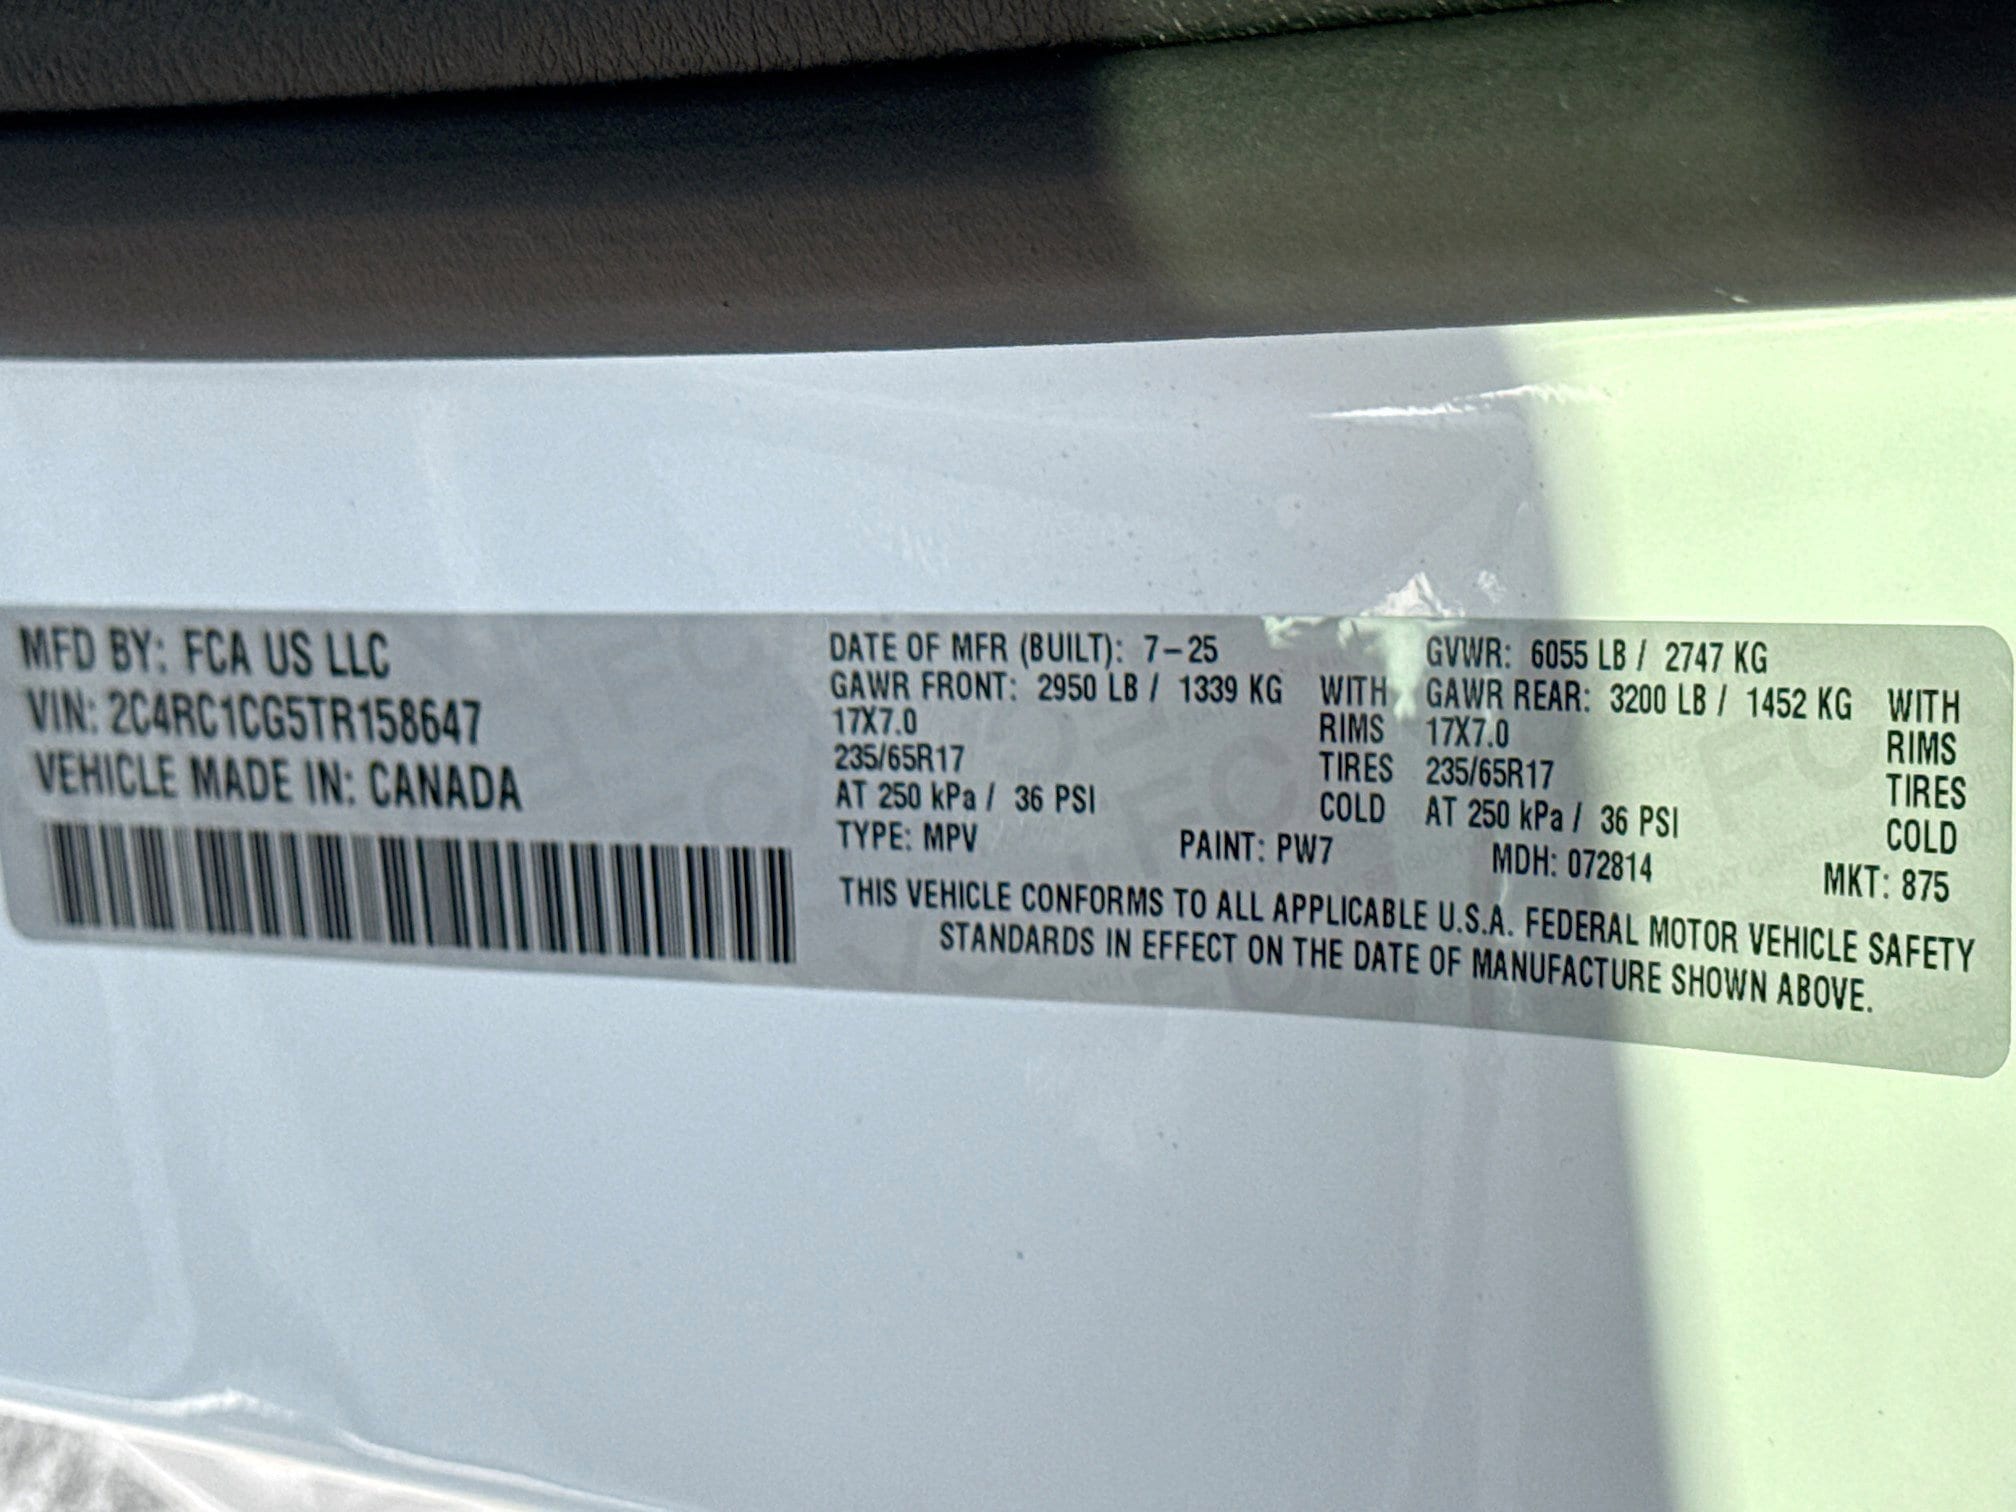 MFD BY: FCA US LLC
VIN: 2C4RC1CG5TR158647
VEHICLE MADE IN: CANADA
DATE OF MFR (BUILT): 7-25 GVWR: 6055 LB / 2747 KG
GAWR FRONT: 2950 LB / 1339 KG WITH GAWR REAR: 3200 LB / 1452 KG WITH
17X7.0 RIMS 17X7.0 RIMS
235/65R17 TIRES 235/65R17 TIRES
AT 250 kPa / 36 PSI COLD AT 250 kPa / 36 PSI COLD
TYPE: MPV PAINT: PW7 MDH: 072814 MKT: 875
THIS VEHICLE CONFORMS TO ALL APPLICABLE U.S.A. FEDERAL MOTOR VEHICLE SAFETY
STANDARDS IN EFFECT ON THE DATE OF MANUFACTURE SHOWN ABOVE.